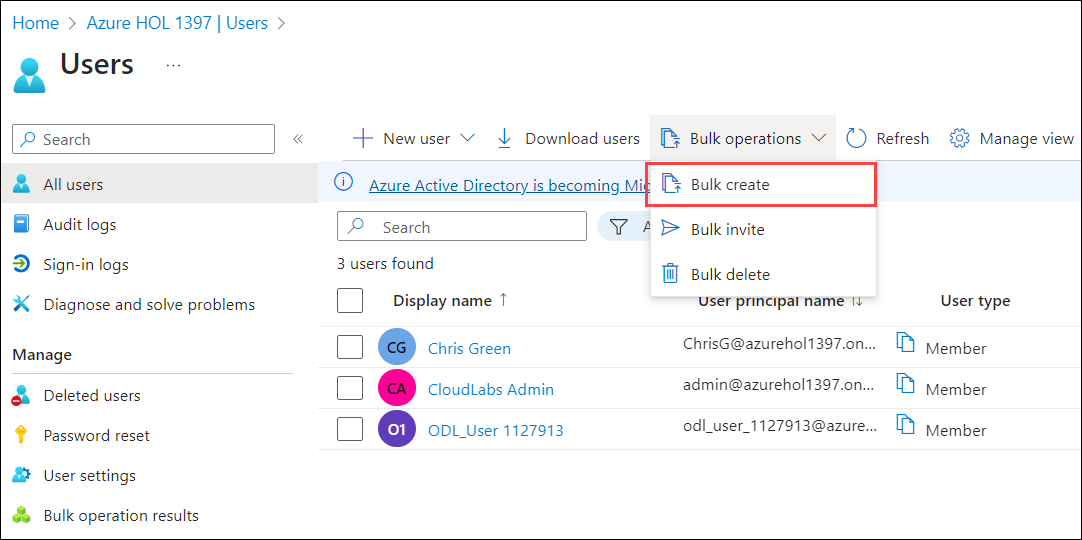 Home > Azure HOL 1397 | Users >
Users ...
Search «
New user Download users Bulk operations Refresh Manage view
All users
Azure Active Directory is becoming
Bulk create
Audit logs
Search
Bulk invite
Sign-in logs
3 users found
Bulk delete
Diagnose and solve problems
Display name ↑ User principal name ↑↓ User type
Manage
CG Chris Green ChrisG@azurehol1397.on... Member
Deleted users
CA CloudLabs Admin admin@azurehol1397.on... Member
Password reset
O1 ODL_User 1127913 odl_user_1127913@azure... Member
User settings
Bulk operation results